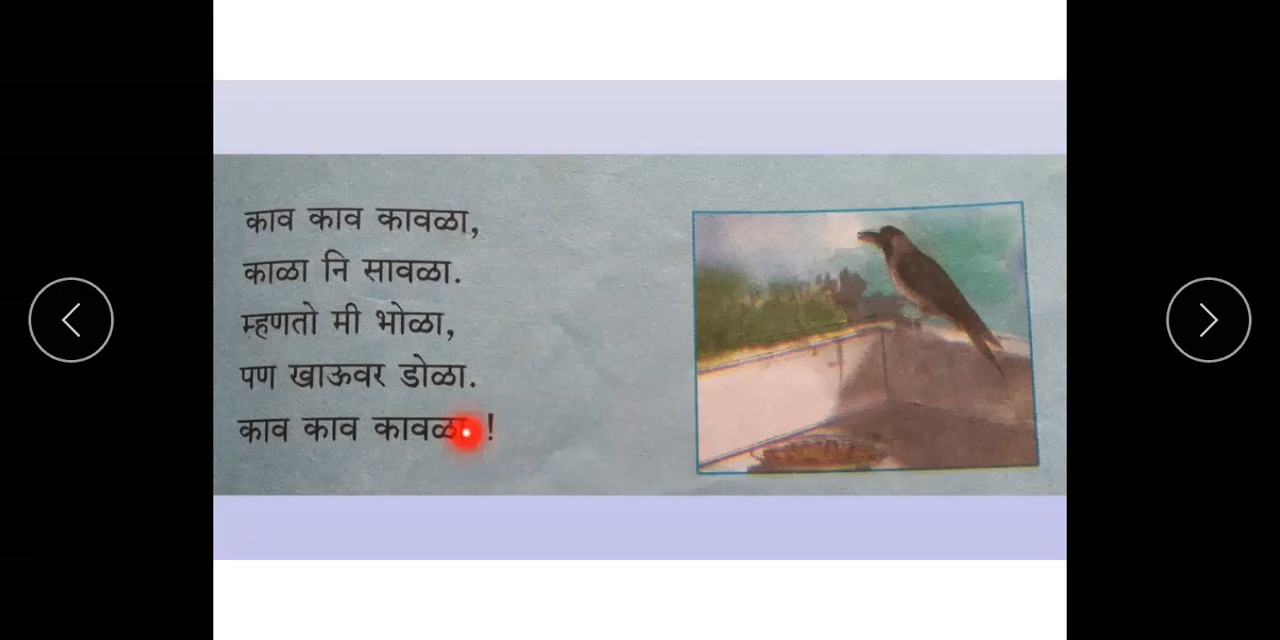 काव काव कावळा,
काळा नि सावळा.
म्हणतो मी भोळा,
पण खाऊवर डोळा.
काव काव कावळा !